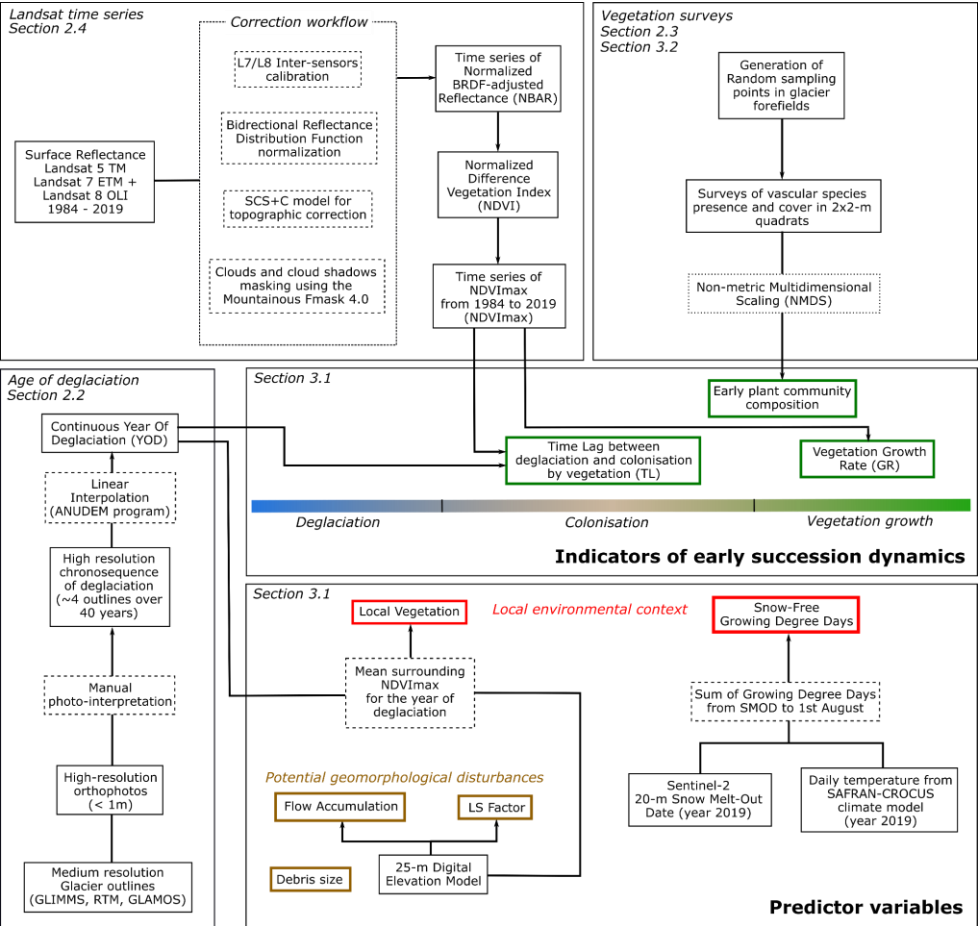 Landsat time series
Section 2.4
Correction workflow
L7/L8 Inter-sensors
calibration
Bidrectional Reflectance
Distribution Function
normalization
SCS+C model for
topographic correction
Clouds and cloud shadows
masking using the
Mountainous Fmask 4.0
Surface Reflectance
Landsat 5 TM
Landsat 7 ETM +
Landsat 8 OLI
1984 - 2019
Time series of
Normalized
BRDF-adjusted
Reflectance (NBAR)
Normalized
Difference
Vegetation Index
(NDVI)
Time series of
NDVImax
from 1984 to 2019
(NDVImax)
Vegetation surveys
Section 2.3
Section 3.2
Generation of
Random sampling
points in glacier
forefields
Surveys of vascular species
presence and cover in 2x2-m
quadrats
Non-metric Multidimensional
Scaling (NMDS)
Age of deglaciation
Section 2.2
Continuous Year Of
Deglaciation (YOD)
Linear
Interpolation
(ANUDEM program)
High resolution
chronosequence
of deglaciation
(~4 outlines over
40 years)
Manual
photo-interpretation
High-resolution
orthophotos
(< 1m)
Medium resolution
Glacier outlines
(GLIMMS, RTM, GLAMOS)
Section 3.1
Early plant community
composition
Time Lag between
deglaciation and colonisation
by vegetation (TL)
Vegetation Growth
Rate (GR)
Deglaciation
Colonisation
Vegetation growth
Indicators of early succession dynamics
Section 3.1
Local Vegetation
Local environmental context
Snow-Free
Growing Degree Days
Mean surrounding
NDVImax
for the year of
deglaciation
Sum of Growing Degree Days
from SMOD to 1st August
Potential geomorphological disturbances
Flow Accumulation
LS Factor
Sentinel-2
20-m Snow Melt-Out
Date (year 2019)
Daily temperature from
SAFRAN-CROCUS
climate model
(year 2019)
Debris size
25-m Digital
Elevation Model
Predictor variables